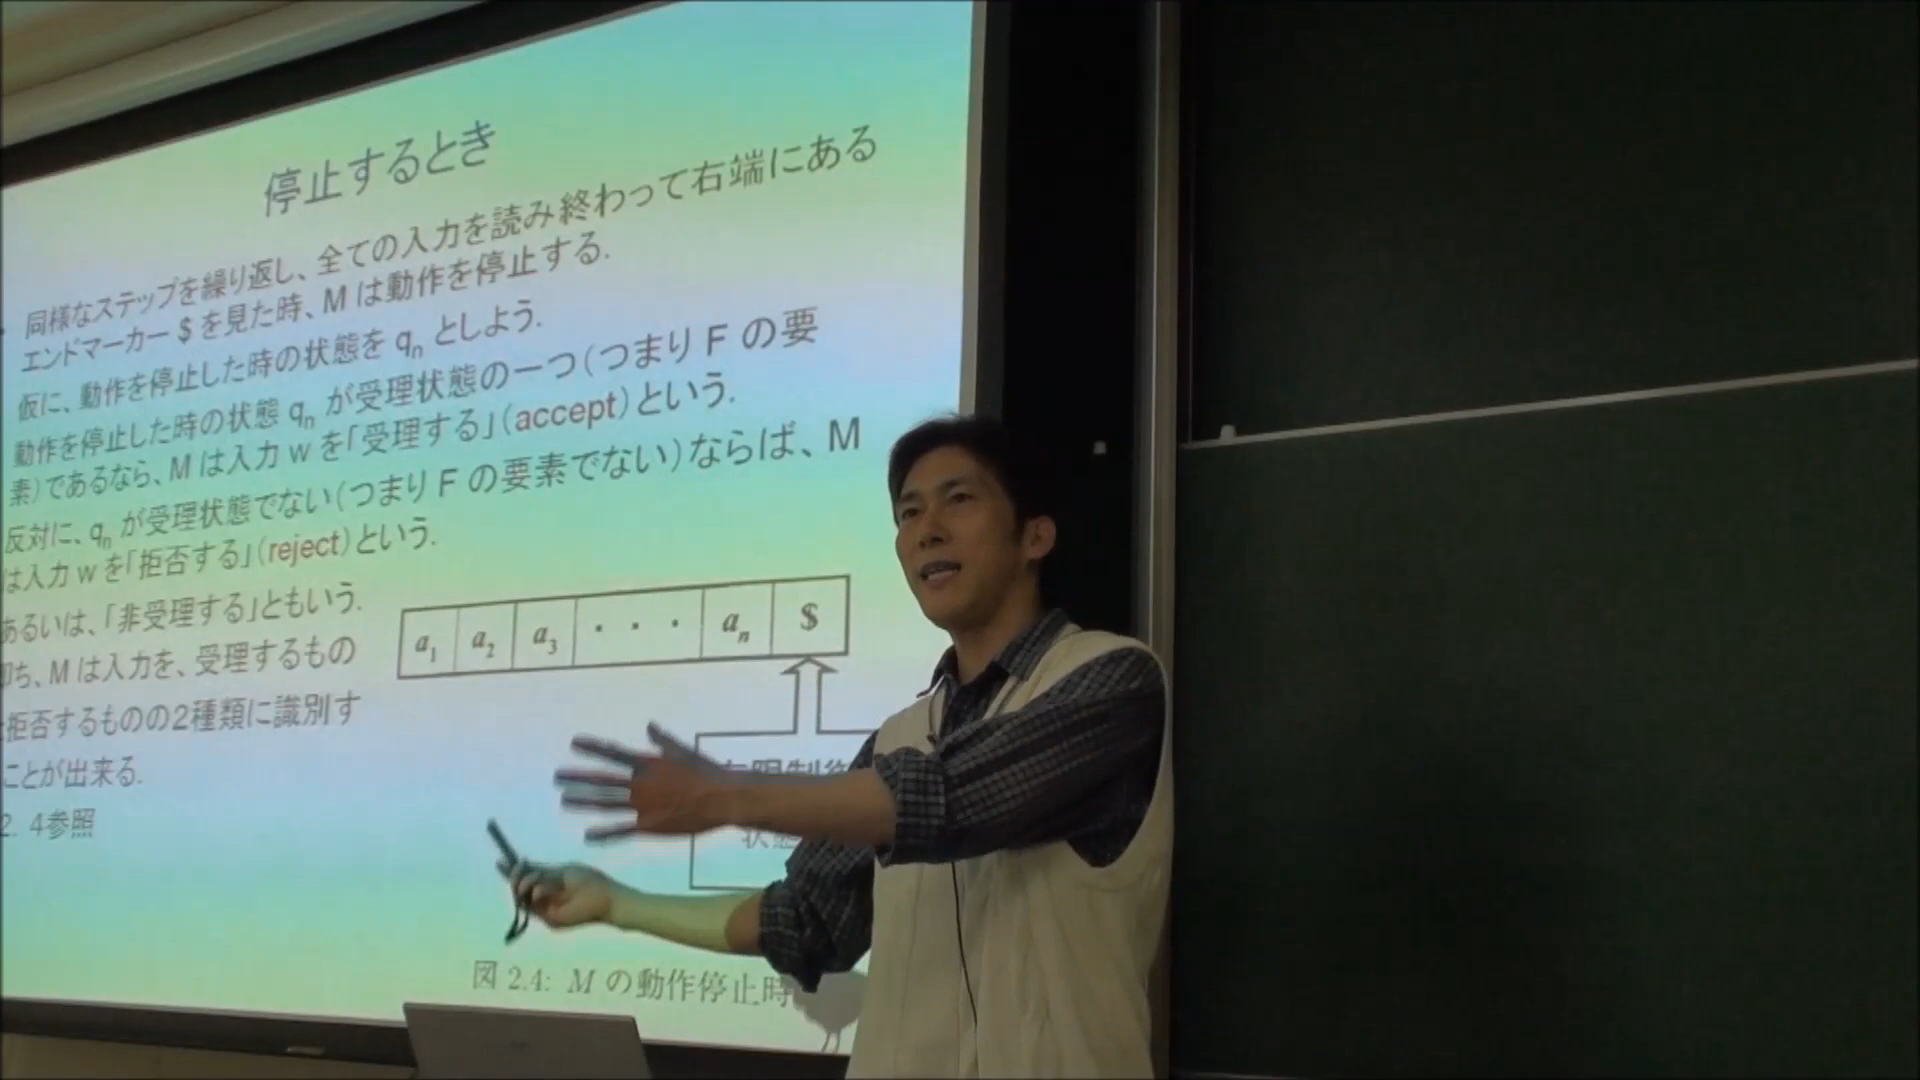 停止するとき
同様なステップを繰り返し、全ての入力を読み終わって右端にある
エンドマーカー $ を見た時、M は動作を停止する.
仮に、動作を停止した時の状態を qn としよう.
動作を停止した時の状態 qn が受理状態の一つ(つまり F の要
素)であるなら、M は入力 w を「受理する」(accept)という.
反対に、qn が受理状態でない(つまり F の要素でない)ならば、M
は入力 w を「拒否する」(reject)という.
あるいは、「非受理する」ともいう.
ち、M は入力を、受理するもの
拒否するものの2種類に識別す
ことが出来る.
2. 4参照
a1 a2 a3 ・ ・ ・ an $
状態
図 2.4: M の動作停止時